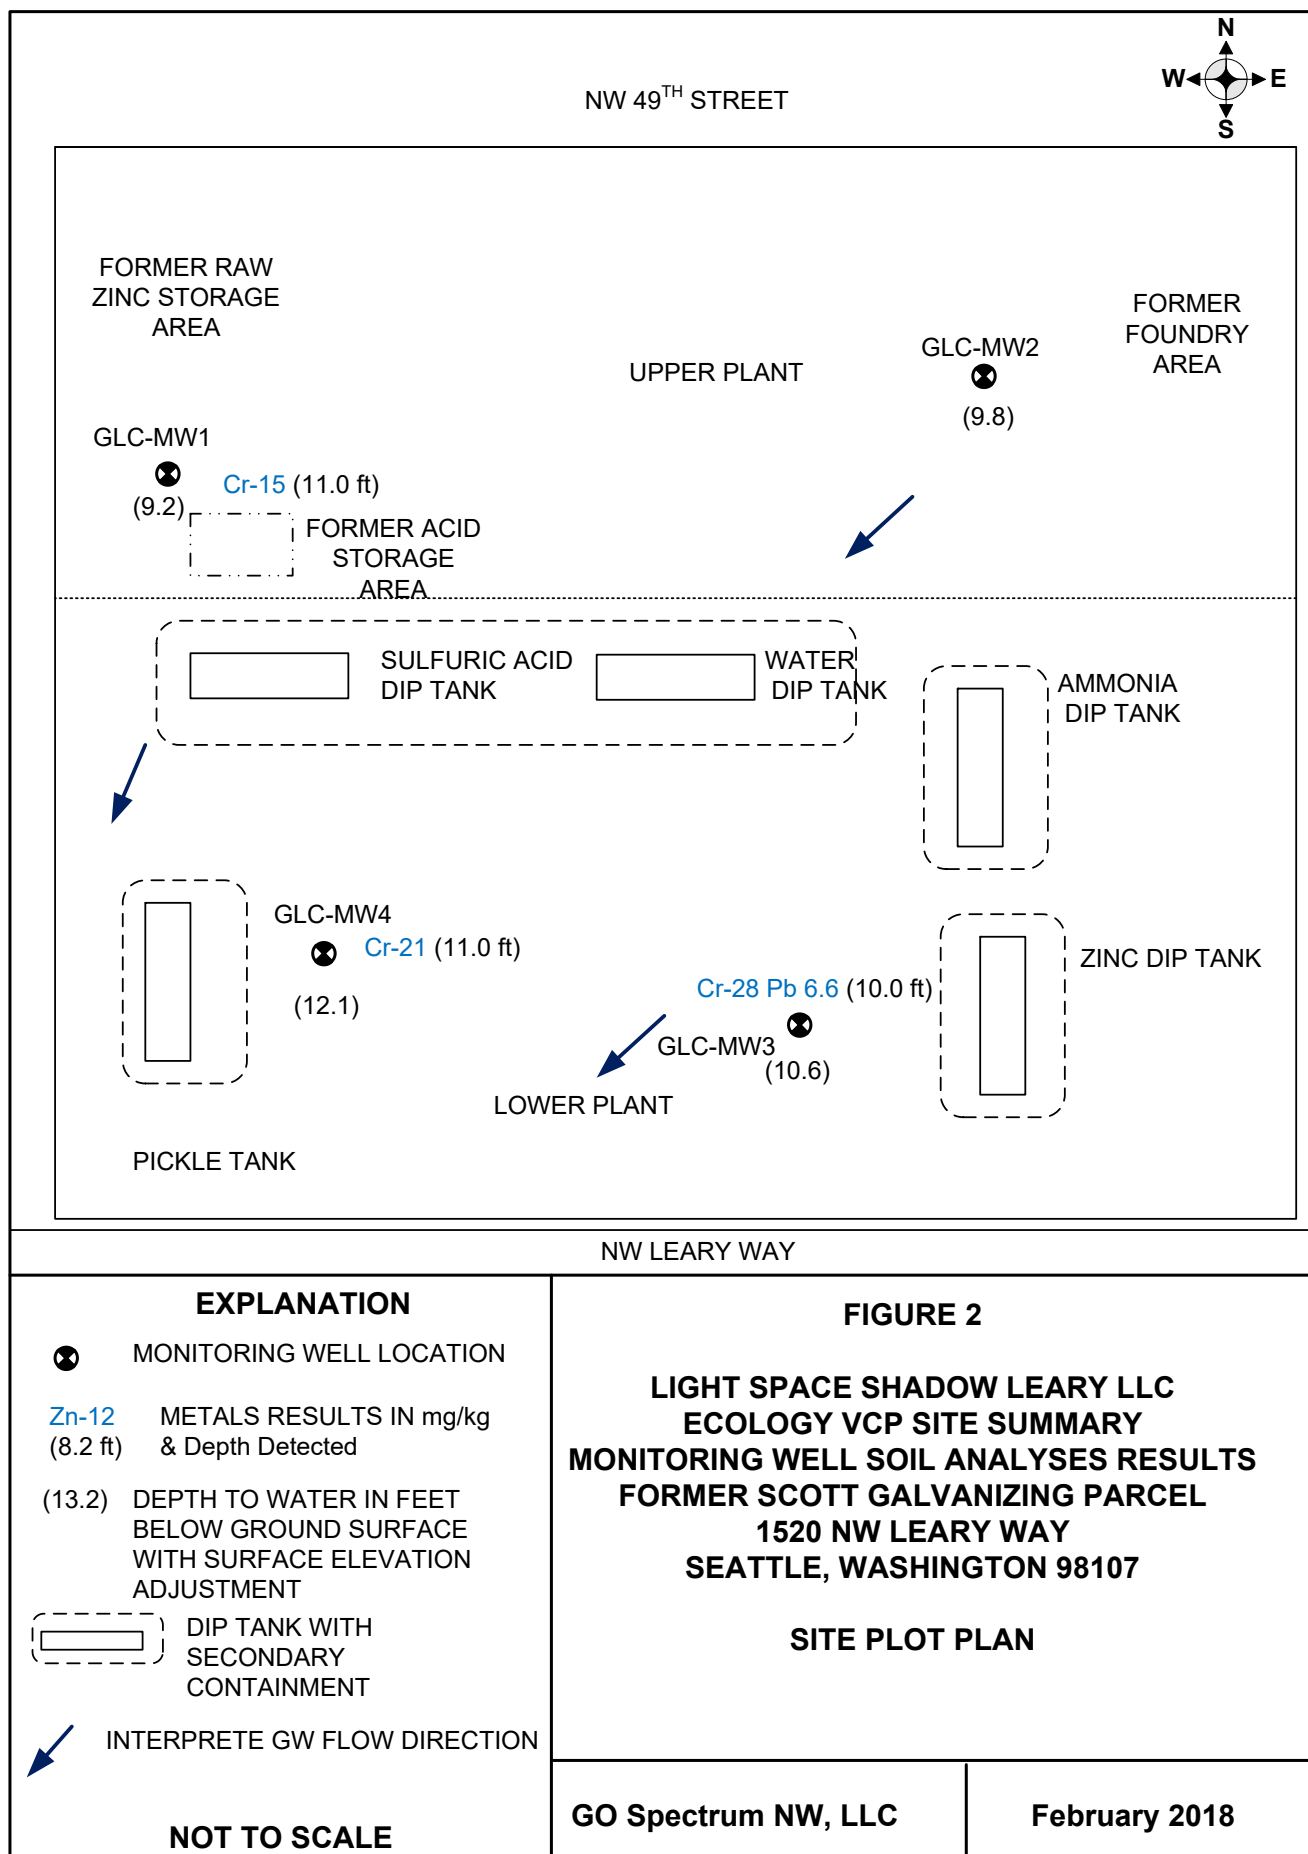 N
W E
S
NW 49TH STREET
FORMER RAW
ZINC STORAGE
AREA
FORMER
FOUNDRY
AREA
GLC-MW2
UPPER PLANT
(9.8)
GLC-MW1
Cr-15 (11.0 ft)
(9.2)
FORMER ACID
STORAGE
AREA
SULFURIC ACID
DIP TANK
WATER
DIP TANK
AMMONIA
DIP TANK
GLC-MW4
Cr-21 (11.0 ft)
(12.1)
ZINC DIP TANK
Cr-28 Pb 6.6 (10.0 ft)
GLC-MW3
(10.6)
LOWER PLANT
PICKLE TANK
NW LEARY WAY
EXPLANATION
MONITORING WELL LOCATION
Zn-12 METALS RESULTS IN mg/kg
(8.2 ft) & Depth Detected
(13.2) DEPTH TO WATER IN FEET
BELOW GROUND SURFACE
WITH SURFACE ELEVATION
ADJUSTMENT
DIP TANK WITH
SECONDARY
CONTAINMENT
INTERPRETE GW FLOW DIRECTION
NOT TO SCALE
FIGURE 2
LIGHT SPACE SHADOW LEARY LLC
ECOLOGY VCP SITE SUMMARY
MONITORING WELL SOIL ANALYSES RESULTS
FORMER SCOTT GALVANIZING PARCEL
1520 NW LEARY WAY
SEATTLE, WASHINGTON 98107
SITE PLOT PLAN
GO Spectrum NW, LLC
February 2018